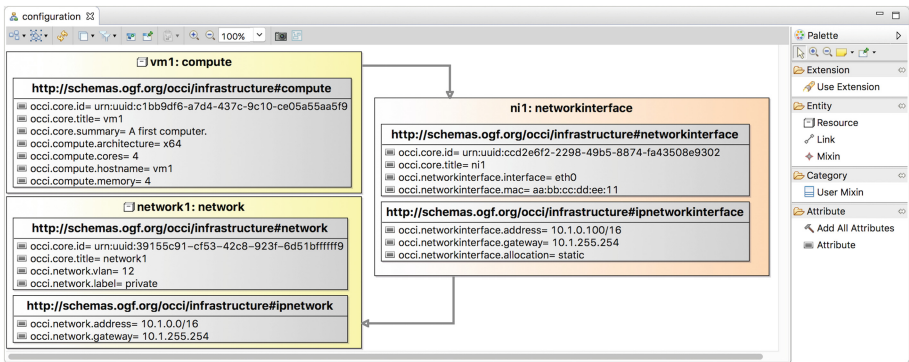 configuration
100%
vm1: compute
http://schemas.ogf.org/occi/infrastructure#compute
occi.core.id= urn:uuid:c1bb9df6-a7d4-437c-9c10-ce05a55aa5f9
occi.core.title= vm1
occi.core.summary= A first computer.
occi.compute.architecture= x64
occi.compute.cores= 4
occi.compute.hostname= vm1
occi.compute.memory= 4
network1: network
http://schemas.ogf.org/occi/infrastructure#network
occi.core.id= urn:uuid:39155c91-cf53-42c8-923f-6d51bffffff9
occi.core.title= network1
occi.network.vlan= 12
occi.network.label= private
http://schemas.ogf.org/occi/infrastructure#ipnetwork
occi.network.address= 10.1.0.0/16
occi.network.gateway= 10.1.255.254
ni1: networkinterface
http://schemas.ogf.org/occi/infrastructure#networkinterface
occi.core.id= urn:uuid:ccd2e6f2-2298-49b5-8874-fa43508e9302
occi.core.title= ni1
occi.networkinterface.interface= eth0
occi.networkinterface.mac= aa:bb:cc:dd:ee:11
http://schemas.ogf.org/occi/infrastructure#ipnetworkinterface
occi.networkinterface.address= 10.1.0.100/16
occi.networkinterface.gateway= 10.1.255.254
occi.networkinterface.allocation= static
Palette
Extension
Use Extension
Entity
Resource
Link
Mixin
Category
User Mixin
Attribute
Add All Attributes
Attribute